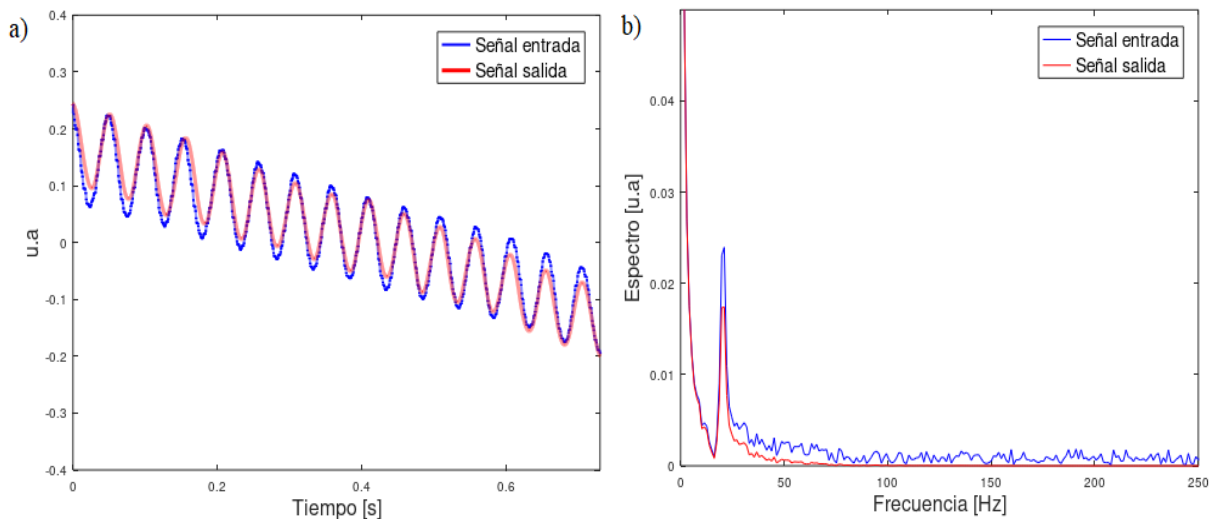 a)
0.4
0.3
0.2
0.1
0
-0.1
-0.2
-0.3
-0.4
u.a
Señal entrada
Señal salida
0
0.2
0.4
0.6
Tiempo [s]
b)
0.04
0.03
0.02
0.01
0
Espectro [u.a]
Señal entrada
Señal salida
0
50
100
150
200
250
Frecuencia [Hz]